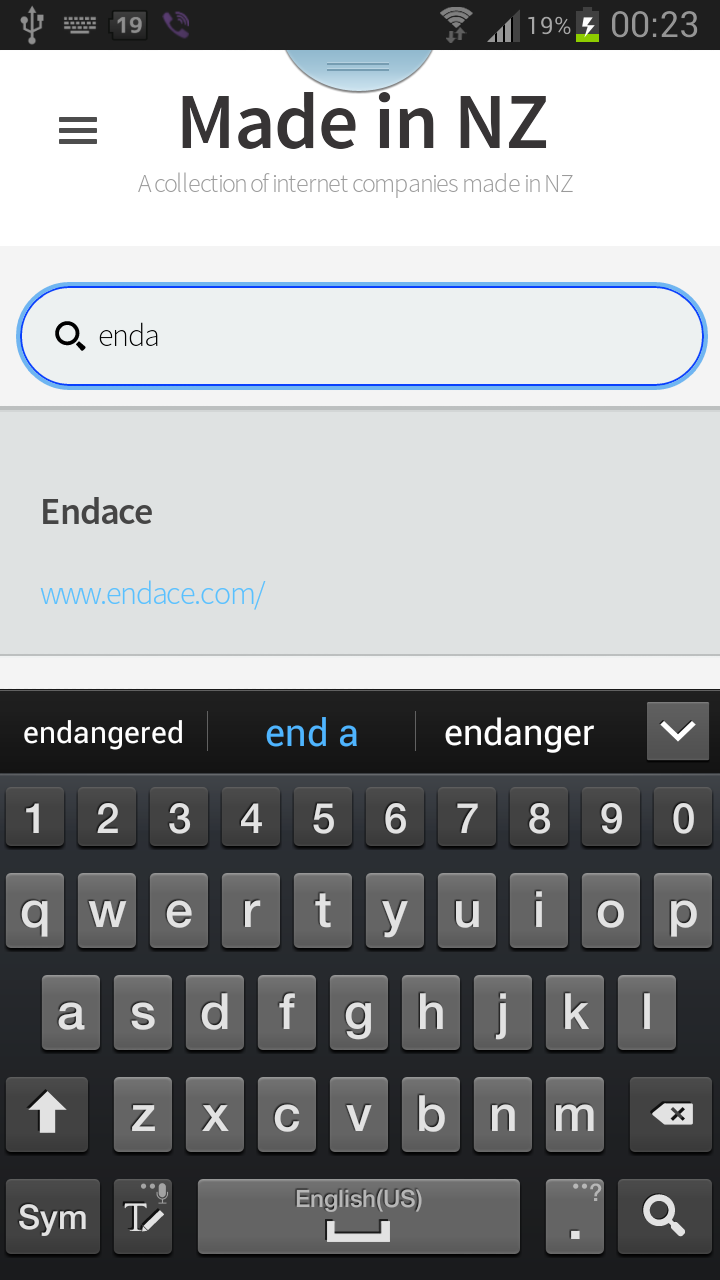 19 19% 00:23
Made in NZ
A collection of internet companies made in NZ
enda
Endace
www.endace.com/
endangered end a endanger
1 2 3 4 5 6 7 8 9 0
q w e r t y u i o p
a s d f g h j k l
z x c v b n m
Sym T English(US) . ?